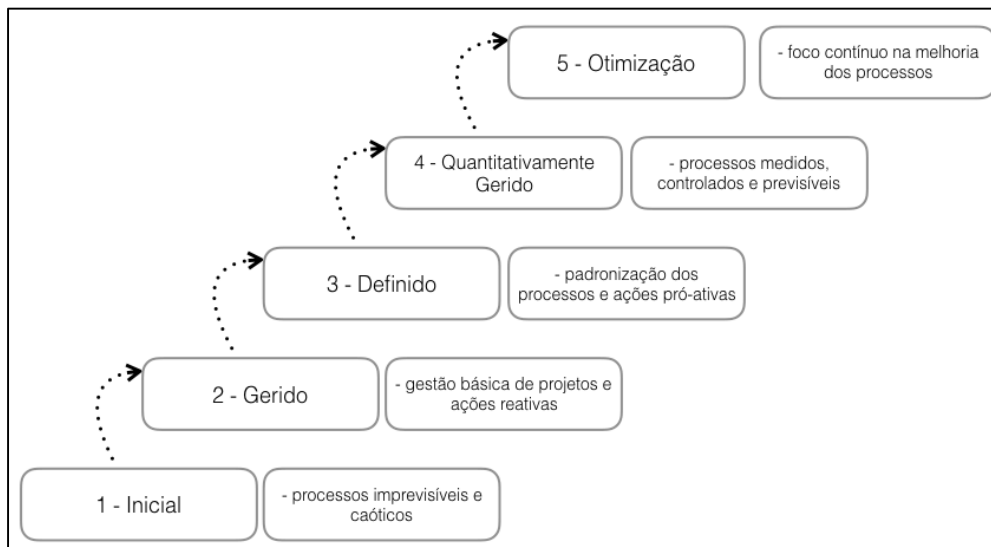 5 - Otimização
- foco contínuo na melhoria
dos processos
4 - Quantitativamente
Gerido
- processos medidos,
controlados e previsíveis
3 - Definido
- padronização dos
processos e ações pró-ativas
2 - Gerido
- gestão básica de projetos e
ações reativas
1 - Inicial
- processos imprevisíveis e
caóticos